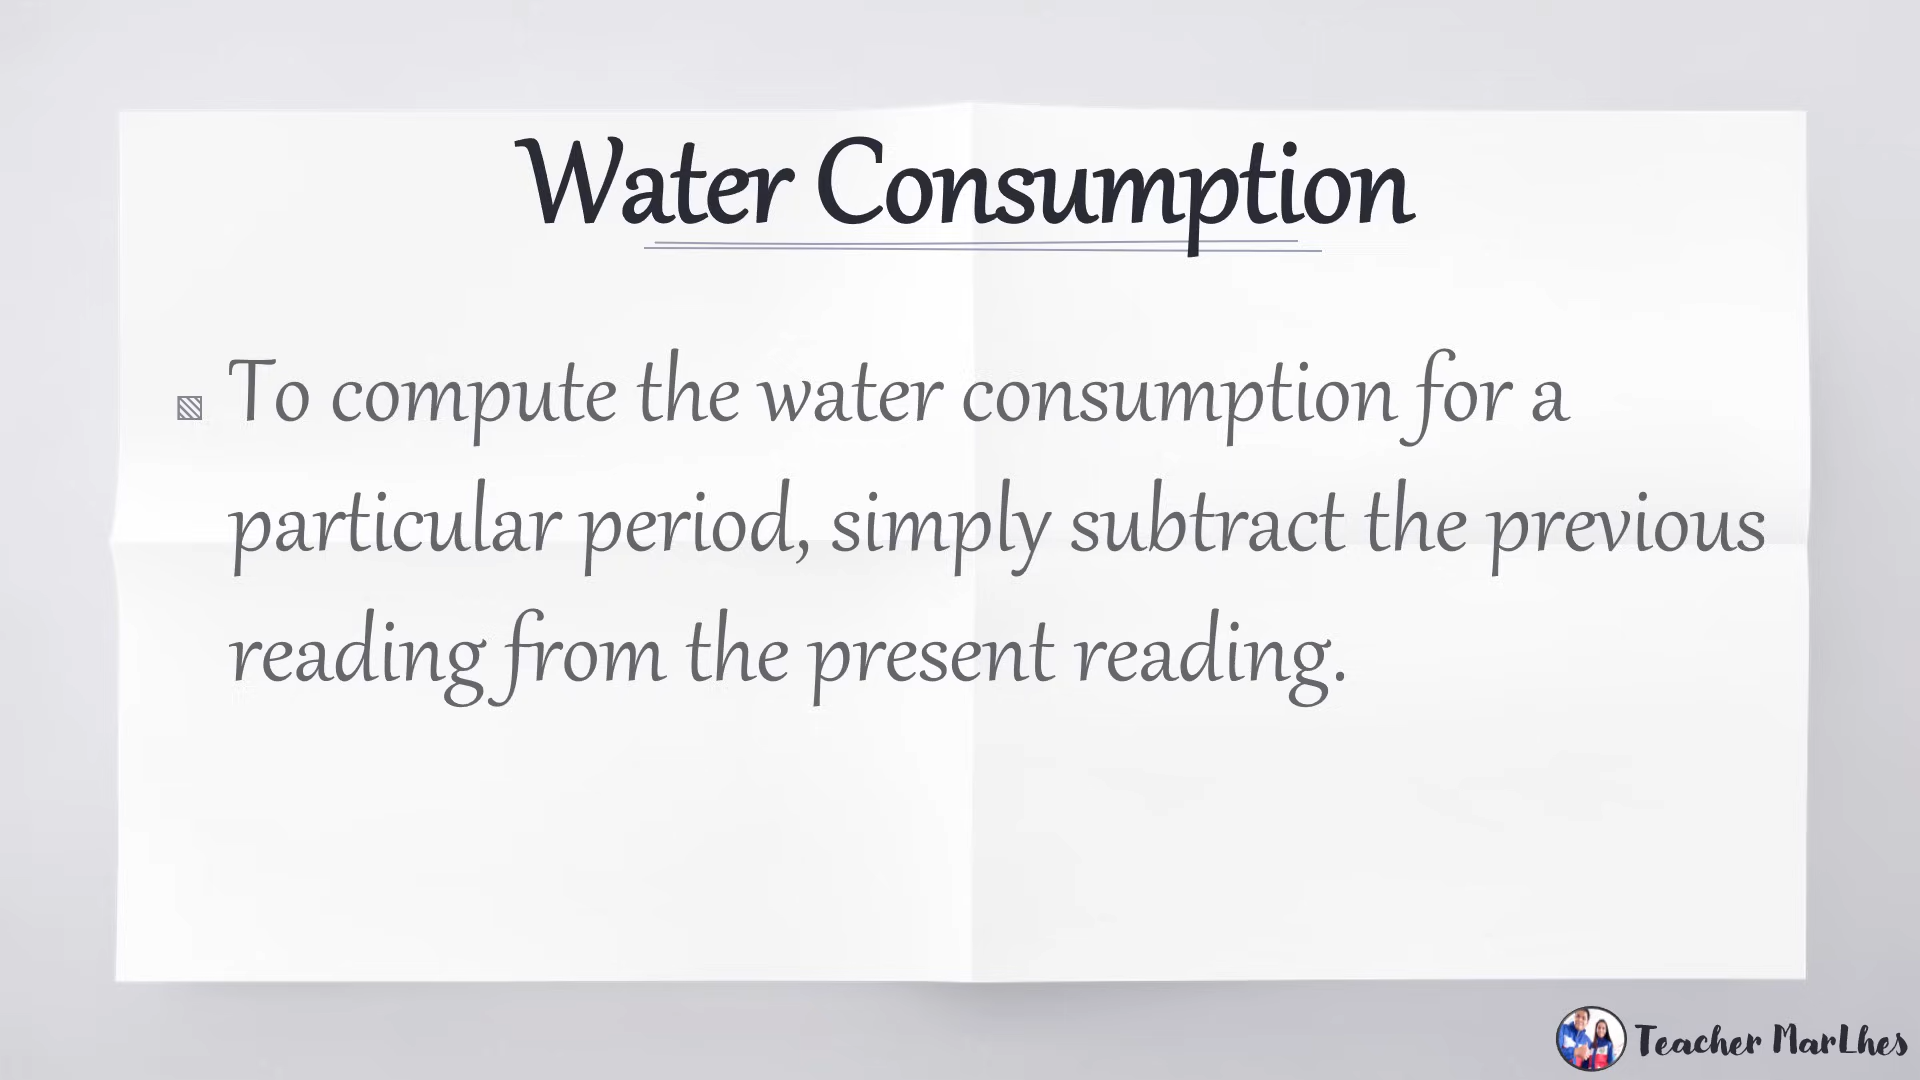 Water Consumption
To compute the water consumption for a
particular period, simply subtract the previous
reading from the present reading.
Teacher MarLhes